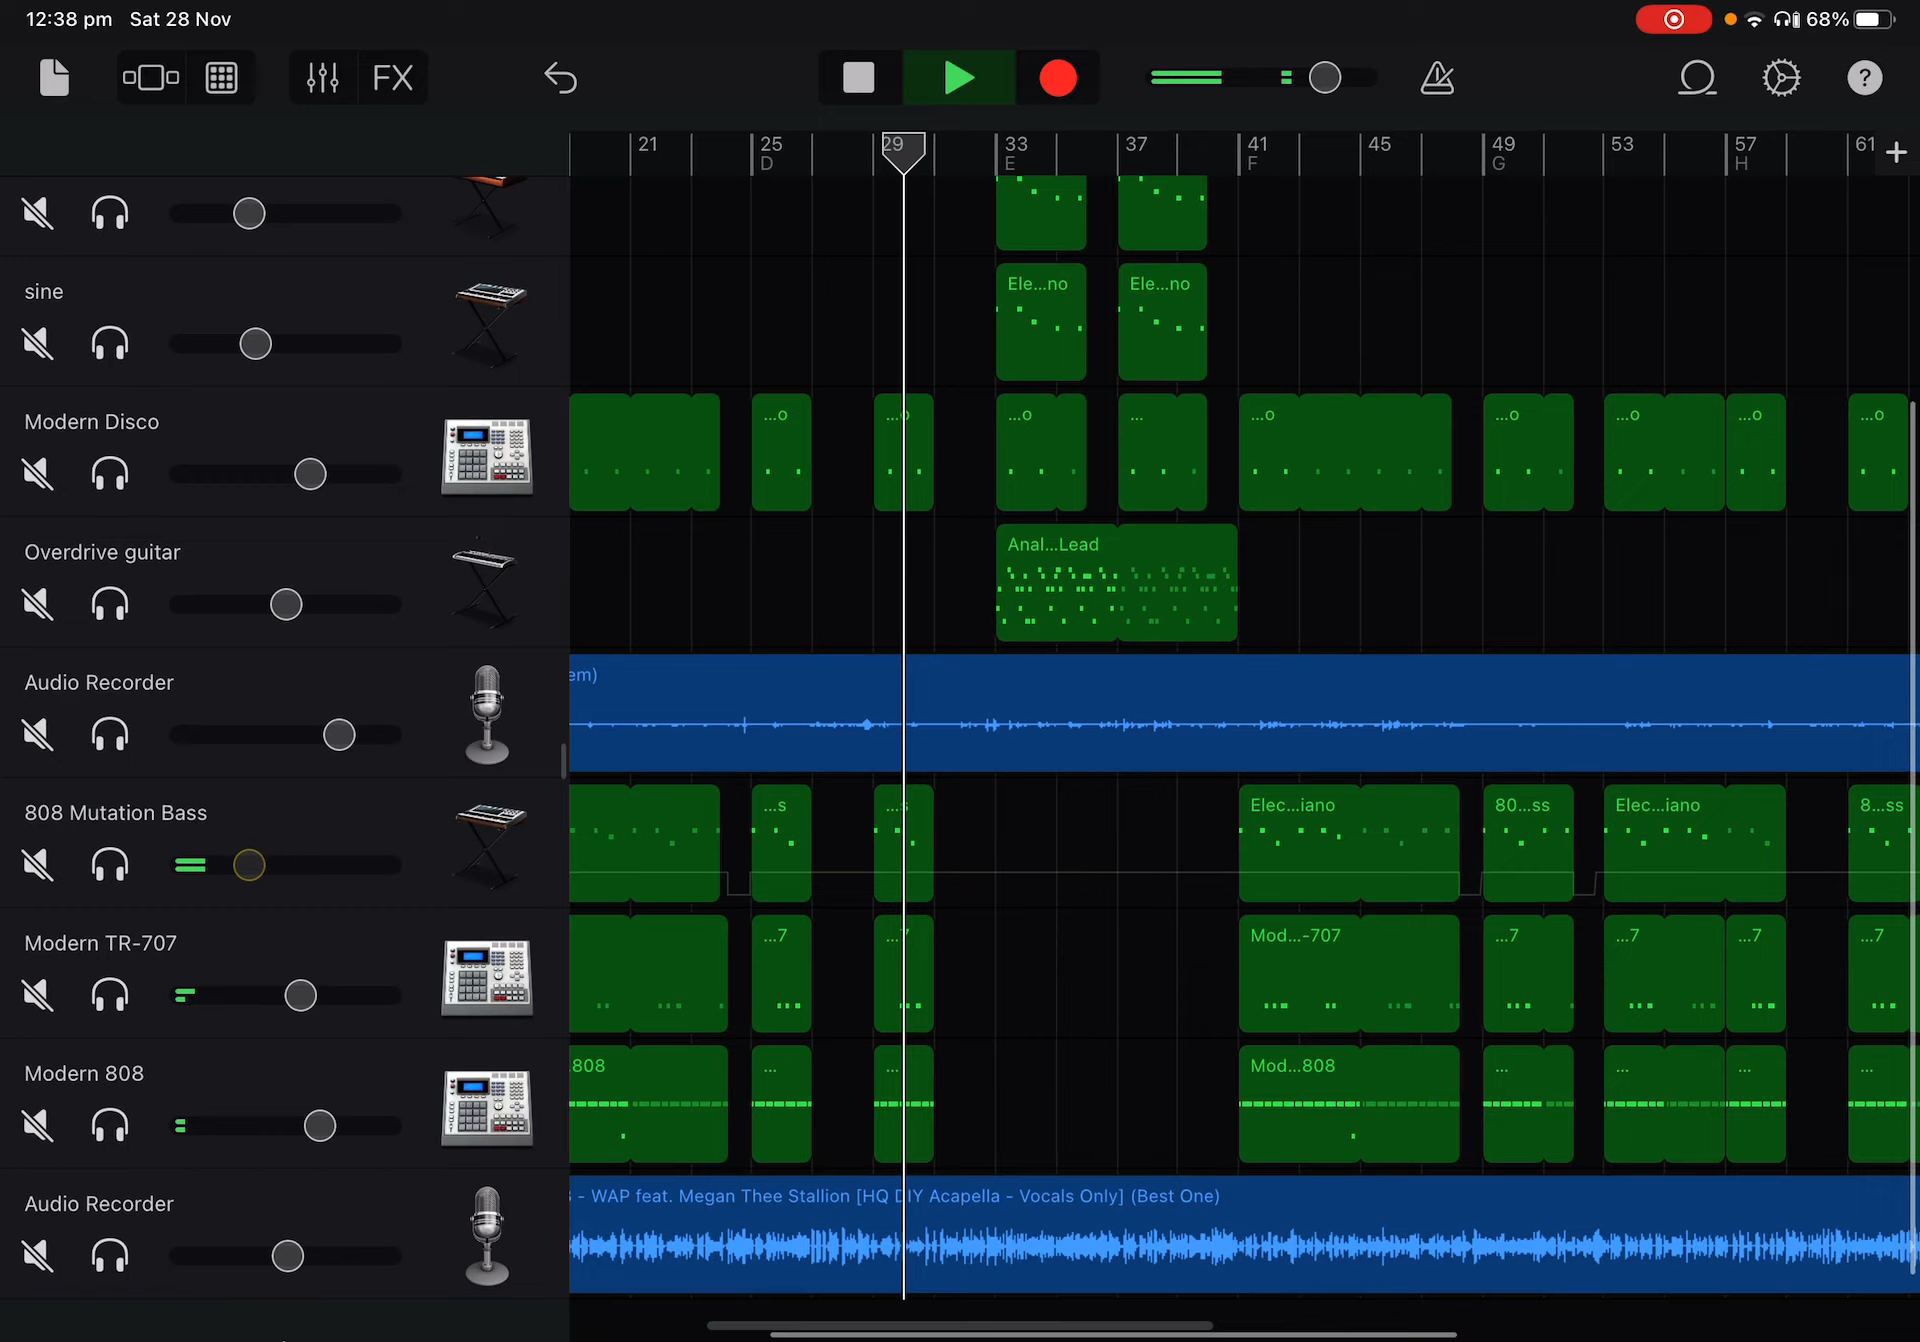 12:38 pm Sat 28 Nov
68%
FX
?
21 25 29 33 37 41 45 49 53 57 61 +
D E F G H
sine
Ele...no Ele...no
Modern Disco
...o ...o ...o ... ...o ...o ...o ...o ...o
Overdrive guitar
Anal...Lead
Audio Recorder
em)
808 Mutation Bass
...s ...s Elec...iano 80...ss Elec...iano 8...ss
Modern TR-707
...7 ...7 Mod...-707 ...7 ...7 ...7 ...7
Modern 808
.808 ... ... Mod...808 ... ... ... ...
Audio Recorder
- WAP feat. Megan Thee Stallion [HQ DIY Acapella - Vocals Only] (Best One)